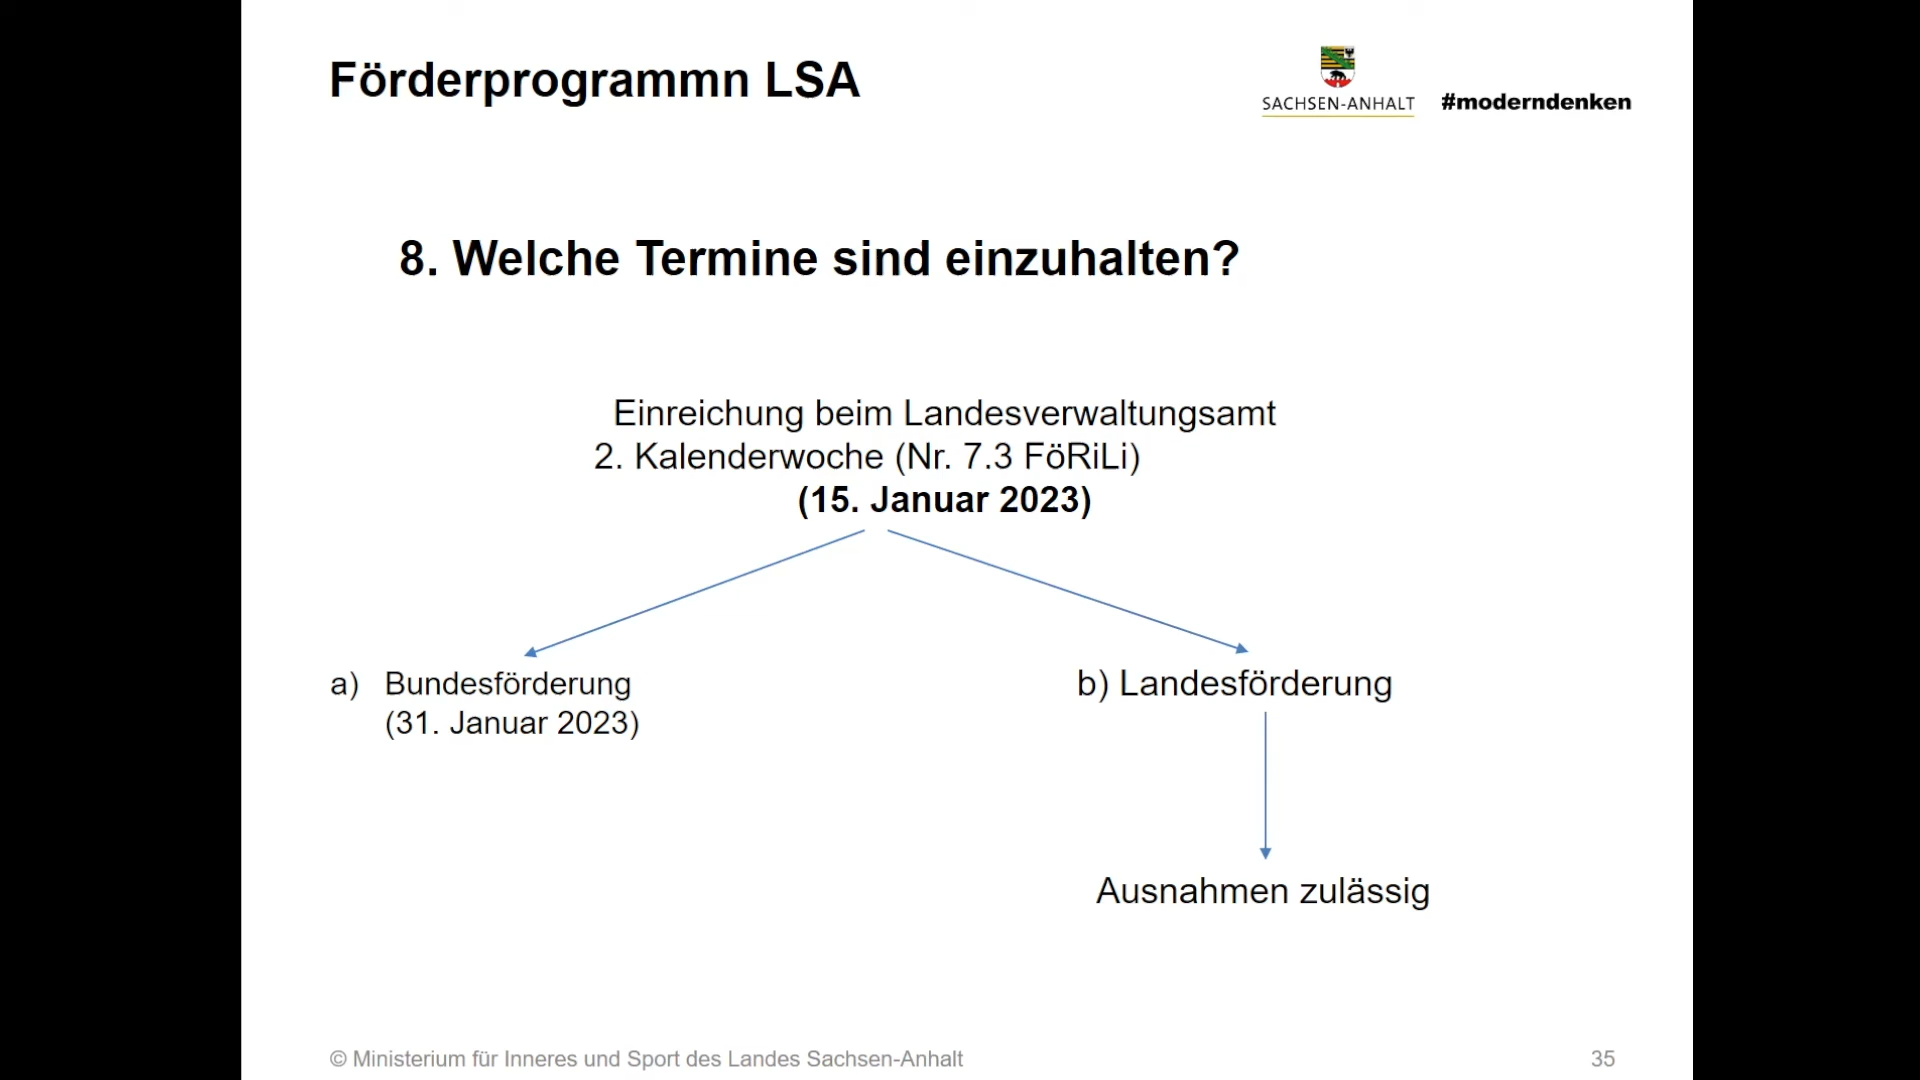 Förderprogrammn LSA
SACHSEN-ANHALT #moderndenken
8. Welche Termine sind einzuhalten?
Einreichung beim Landesverwaltungsamt
2. Kalenderwoche (Nr. 7.3 FöRiLi)
(15. Januar 2023)
a) Bundesförderung
(31. Januar 2023)
b) Landesförderung
Ausnahmen zulässig
© Ministerium für Inneres und Sport des Landes Sachsen-Anhalt
35